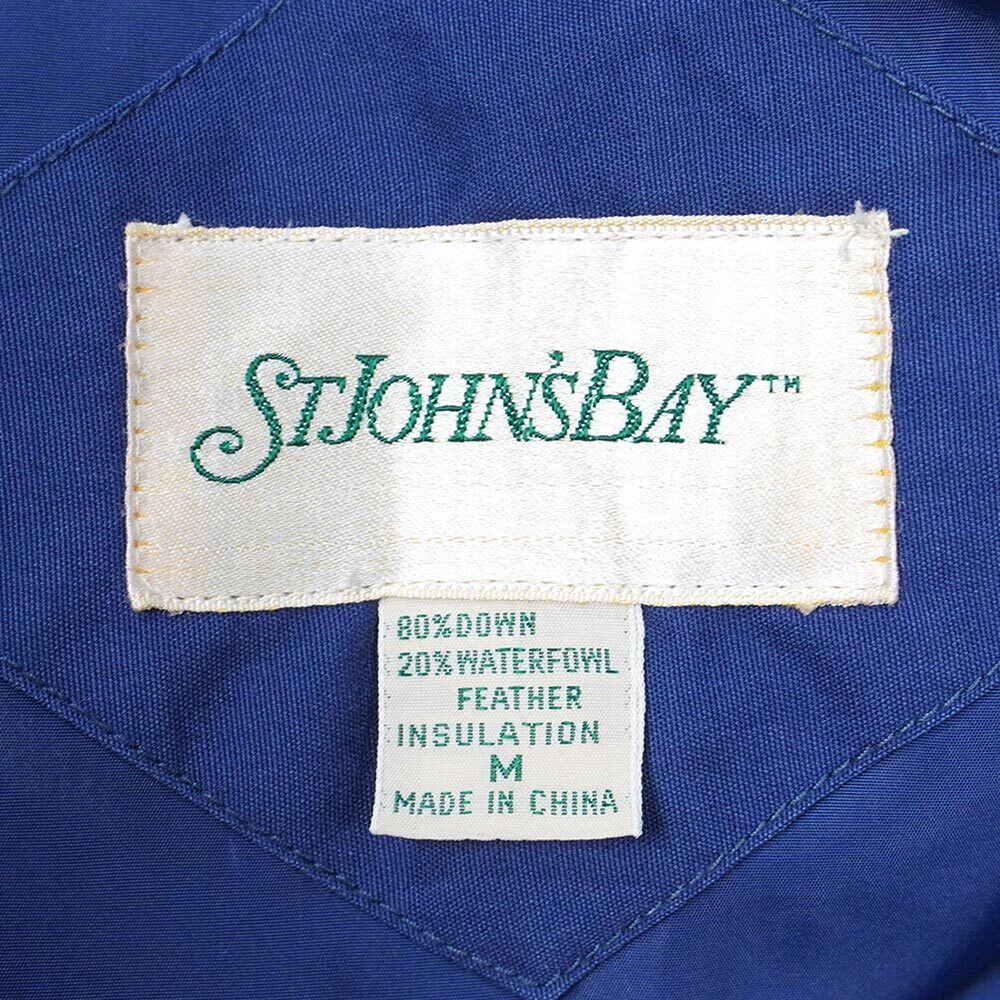 ST JOHN'S BAY™
80% DOWN
20% WATERFOWL
FEATHER
INSULATION
M
MADE IN CHINA